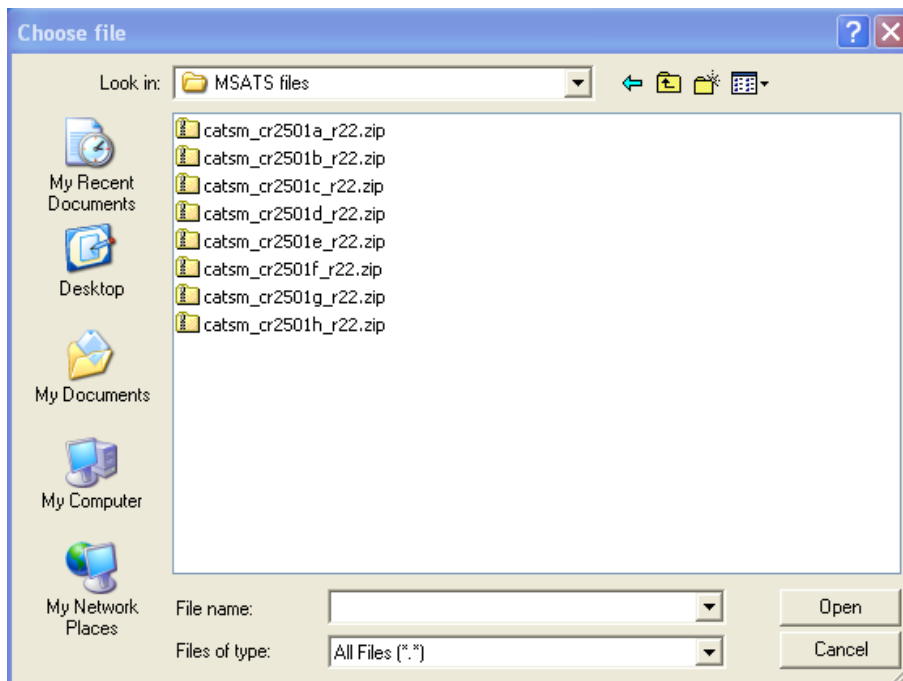 Choose file
Look in:
MSATS files
My Recent
Documents
Desktop
My Documents
My Computer
My Network
Places
catsm_cr2501a_r22.zip
catsm_cr2501b_r22.zip
catsm_cr2501c_r22.zip
catsm_cr2501d_r22.zip
catsm_cr2501e_r22.zip
catsm_cr2501f_r22.zip
catsm_cr2501g_r22.zip
catsm_cr2501h_r22.zip
File name:
Open
Files of type:
All Files (*.*)
Cancel